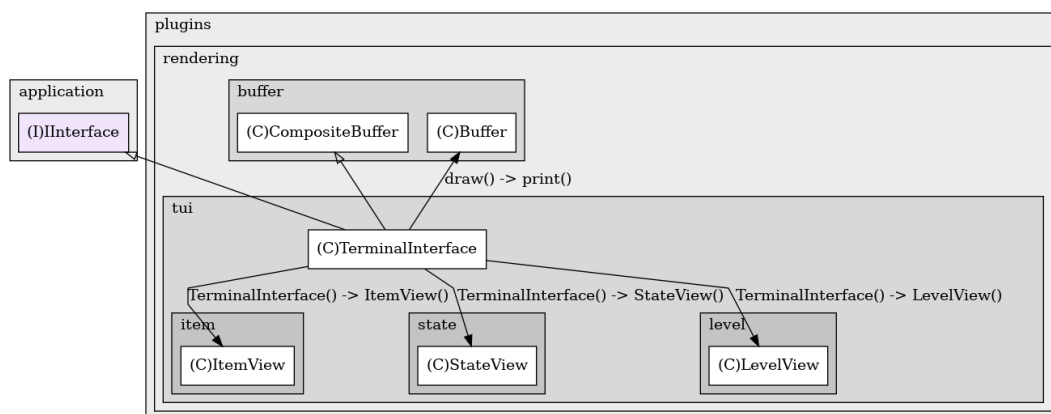 plugins
rendering
application
buffer
(I)IInterface
(C)CompositeBuffer
(C)Buffer
draw() -> print()
tui
(C)TerminalInterface
TerminalInterface() -> ItemView()
TerminalInterface() -> StateView()
TerminalInterface() -> LevelView()
item
state
level
(C)ItemView
(C)StateView
(C)LevelView